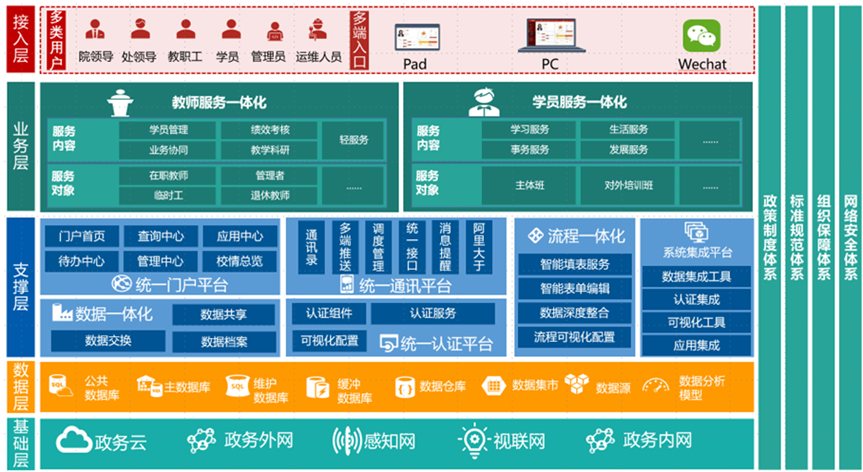 接入层
多类用户
院领导
处领导
教职工
学员
管理员
运维人员
多端入口
Pad
PC
Wechat
业务层
教师服务一体化
服务
内容
学员管理
绩效考核
轻服务
业务协同
教学科研
服务
对象
在职教师
管理者
......
临时工
退休教师
学员服务一体化
服务
内容
学习服务
生活服务
......
事务服务
发展服务
服务
对象
主体班
对外培训班
......
支撑层
门户首页
查询中心
应用中心
待办中心
管理中心
校情总览
统一门户平台
通讯录
多端推送
调度管理
统一接口
消息提醒
阿里大于
统一通讯平台
数据一体化
数据共享
数据交换
数据档案
认证组件
认证服务
可视化配置
统一认证平台
流程一体化
智能填表服务
智能表单编辑
数据深度整合
流程可视化配置
系统集成平台
数据集成工具
认证集成
可视化工具
应用集成
数据层
公共
数据库
主数据库
SQL
维护
数据库
缓冲
数据库
数据仓库
数据集市
数据源
数据分析
模型
基础层
政务云
政务外网
感知网
视联网
政务内网
政策制度体系
标准规范体系
组织保障体系
网络安全体系